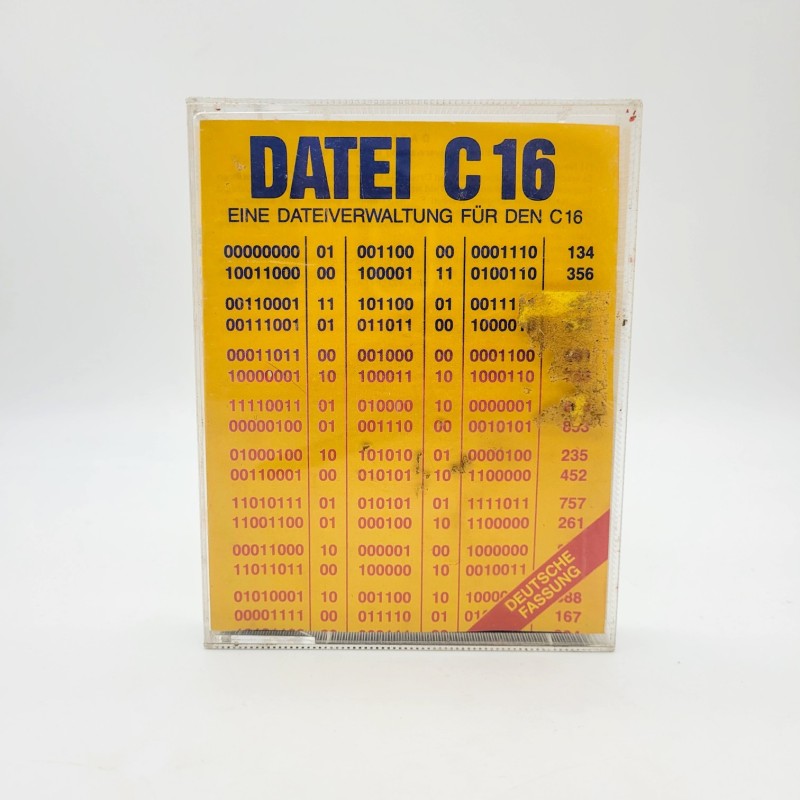 DATEI C16
EINE DATEIVERWALTUNG FÜR DEN C16
00000000 01 001100 00 0001110 134
10011000 00 100001 11 0100110 356
00110001 11 101100 01
00111001 01 011011 00
00011011 00 001000 00 0001100
10000001 10 100011 10 1000110
11110011 01 010000 10 0000001
00000100 01 001110 00 0010101 853
01000100 10 101010 01 0000100 235
00110001 00 010101 10 1100000 452
11010111 01 010101 01 1111011 757
11001100 01 000100 10 1100000 261
00011000 10 000001 00 1000000
11011011 00 100000 10 0010011
01010001 10 001100 10
00001111 00 011110 01 167
DEUTSCHE
FASSUNG